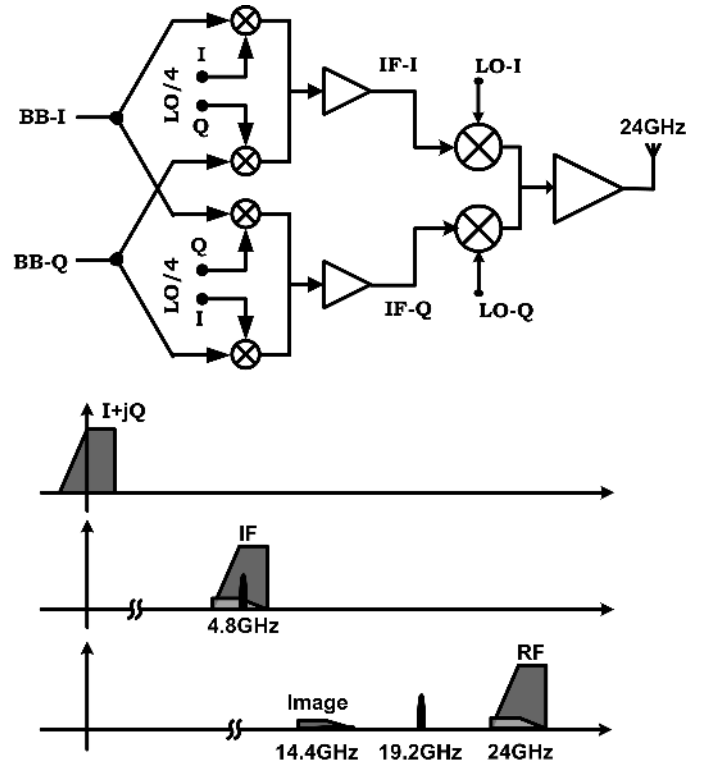 I
IF-I
LO-I
LO/4
24GHz
BB-I
Q
BB-Q
Q
LO/4
I
IF-Q
LO-Q
I+jQ
IF
4.8GHz
RF
Image
14.4GHz
19.2GHz
24GHz